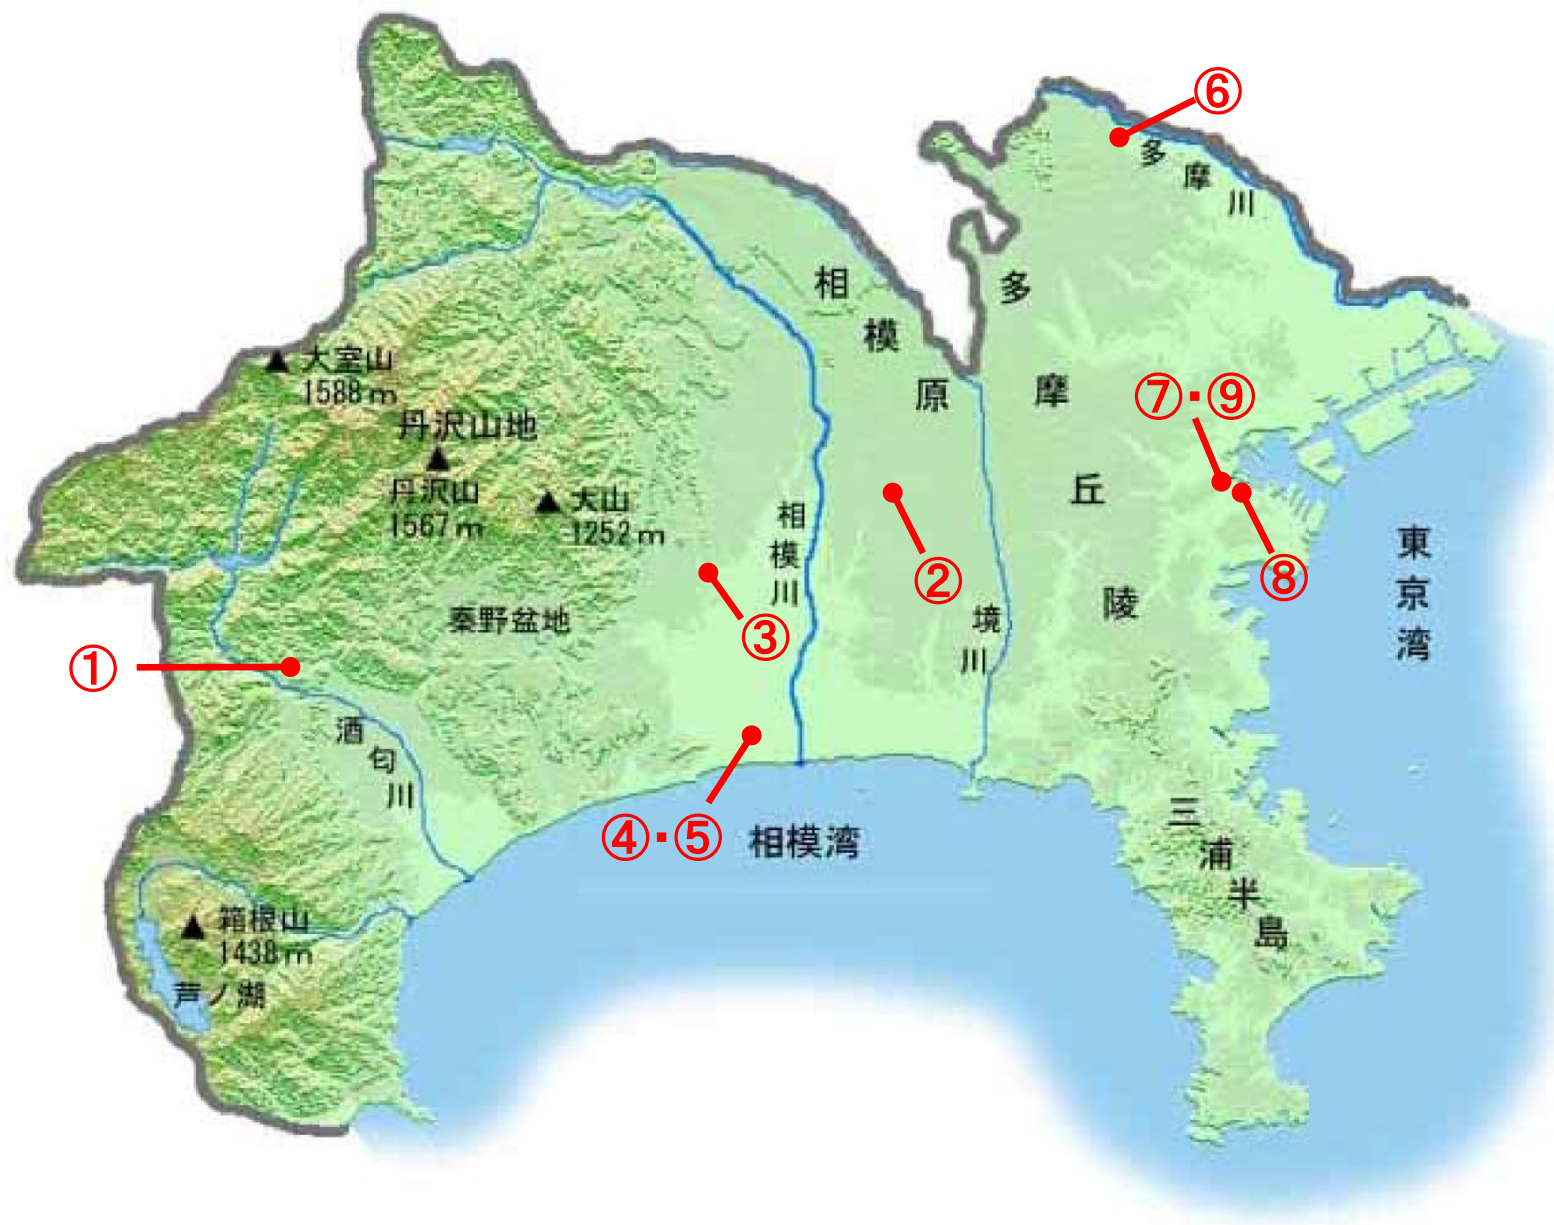 ⑥
多摩川
相模原
多摩丘陵
大室山
1588m
丹沢山地
丹沢山
1567m
大山
1252m
⑦・⑨
⑧
相模川
②
③
境川
東京湾
秦野盆地
①
酒匂川
④・⑤
相模湾
三浦半島
箱根山
1438m
芦ノ湖